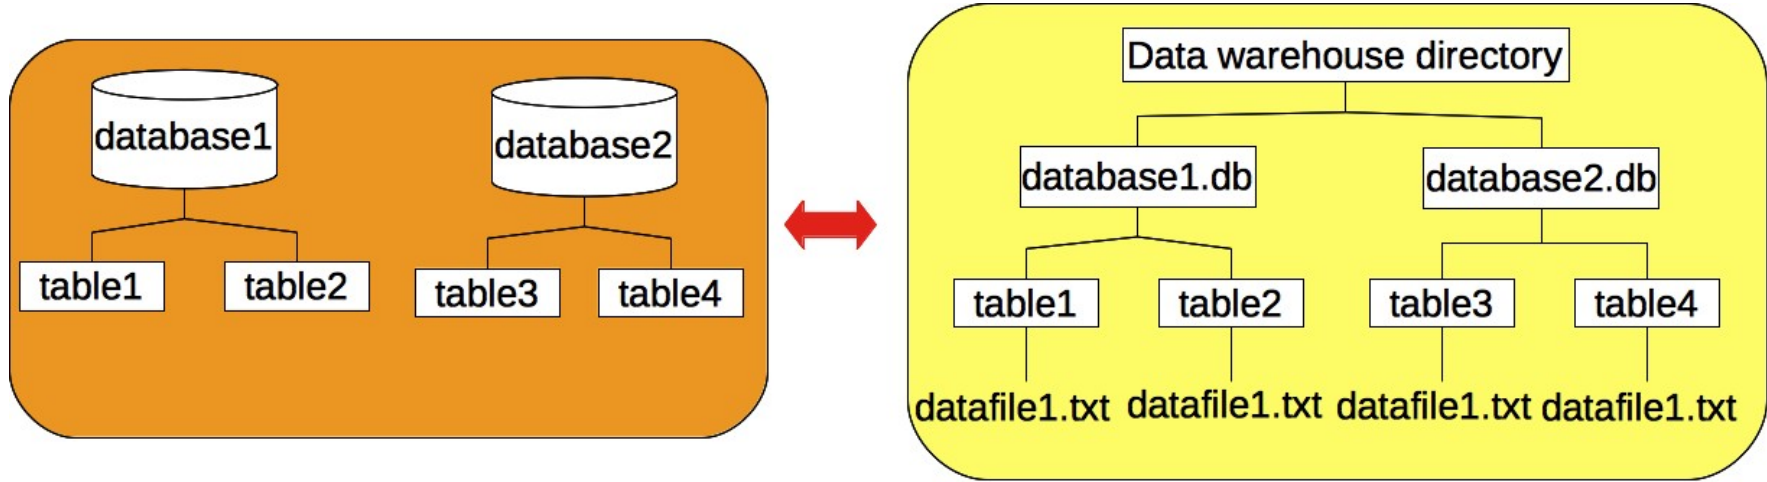 database1
database2
table1
table2
table3
table4
Data warehouse directory
database1.db
database2.db
table1
table2
table3
table4
datafile1.txt
datafile1.txt
datafile1.txt
datafile1.txt